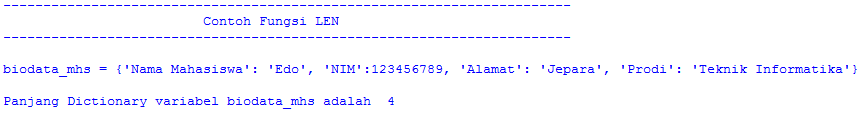 -----------------------------------------------------------------------
Contoh Fungsi LEN
-----------------------------------------------------------------------
biodata_mhs = {'Nama Mahasiswa': 'Edo', 'NIM':123456789, 'Alamat': 'Jepara', 'Prodi': 'Teknik Informatika'}
Panjang Dictionary variabel biodata_mhs adalah  4